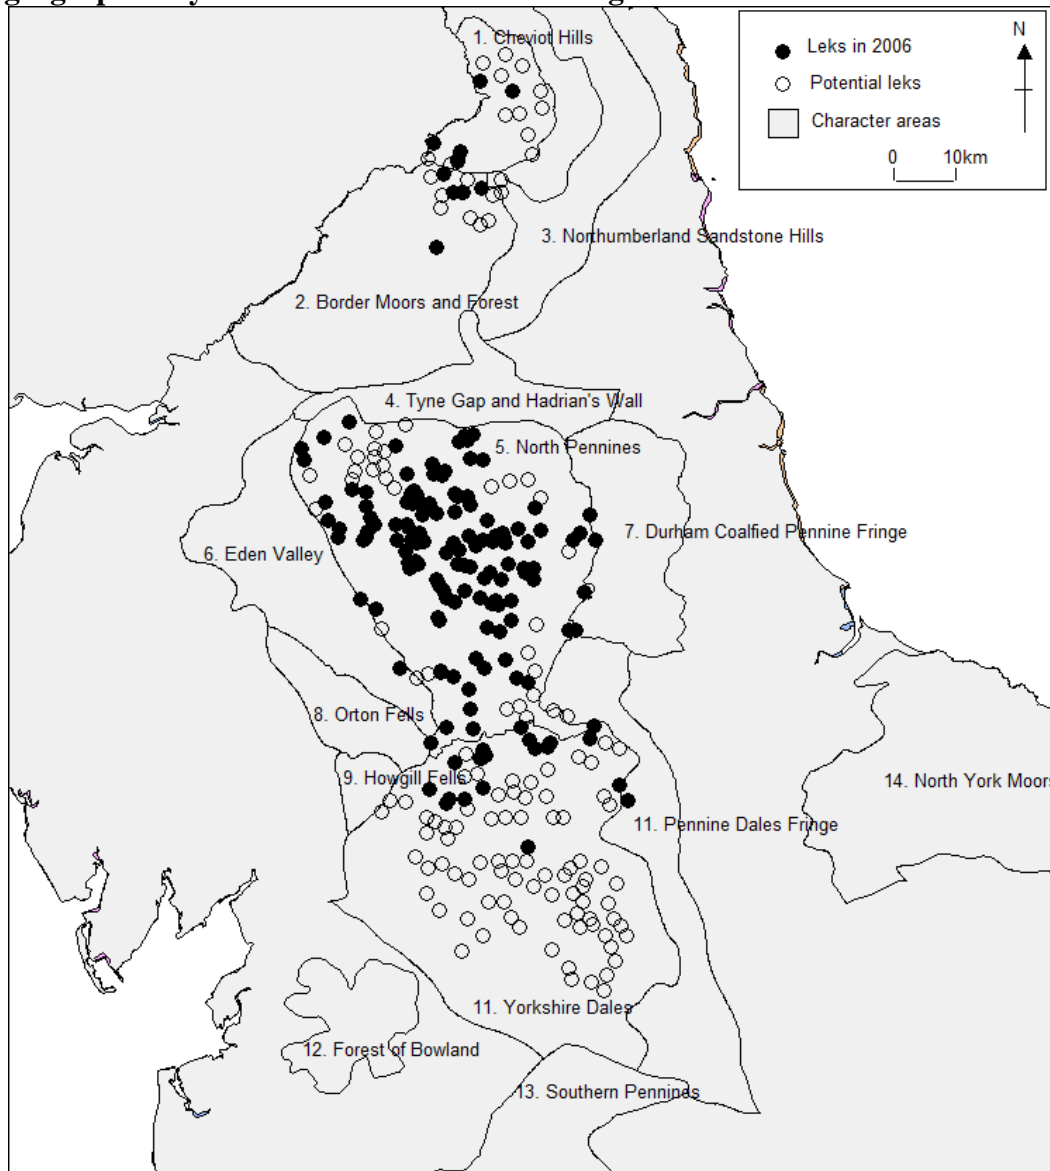 1. Cheviot Hills
Leks in 2006
Potential leks
Character areas
N
0 10km
3. Northumberland Sandstone Hills
2. Border Moors and Forest
4. Tyne Gap and Hadrian's Wall
5. North Pennines
7. Durham Coalfied Pennine Fringe
6. Eden Valley
8. Orton Fells
9. Howgill Fells
14. North York Moors
11. Pennine Dales Fringe
11. Yorkshire Dales
12. Forest of Bowland
13. Southern Pennines